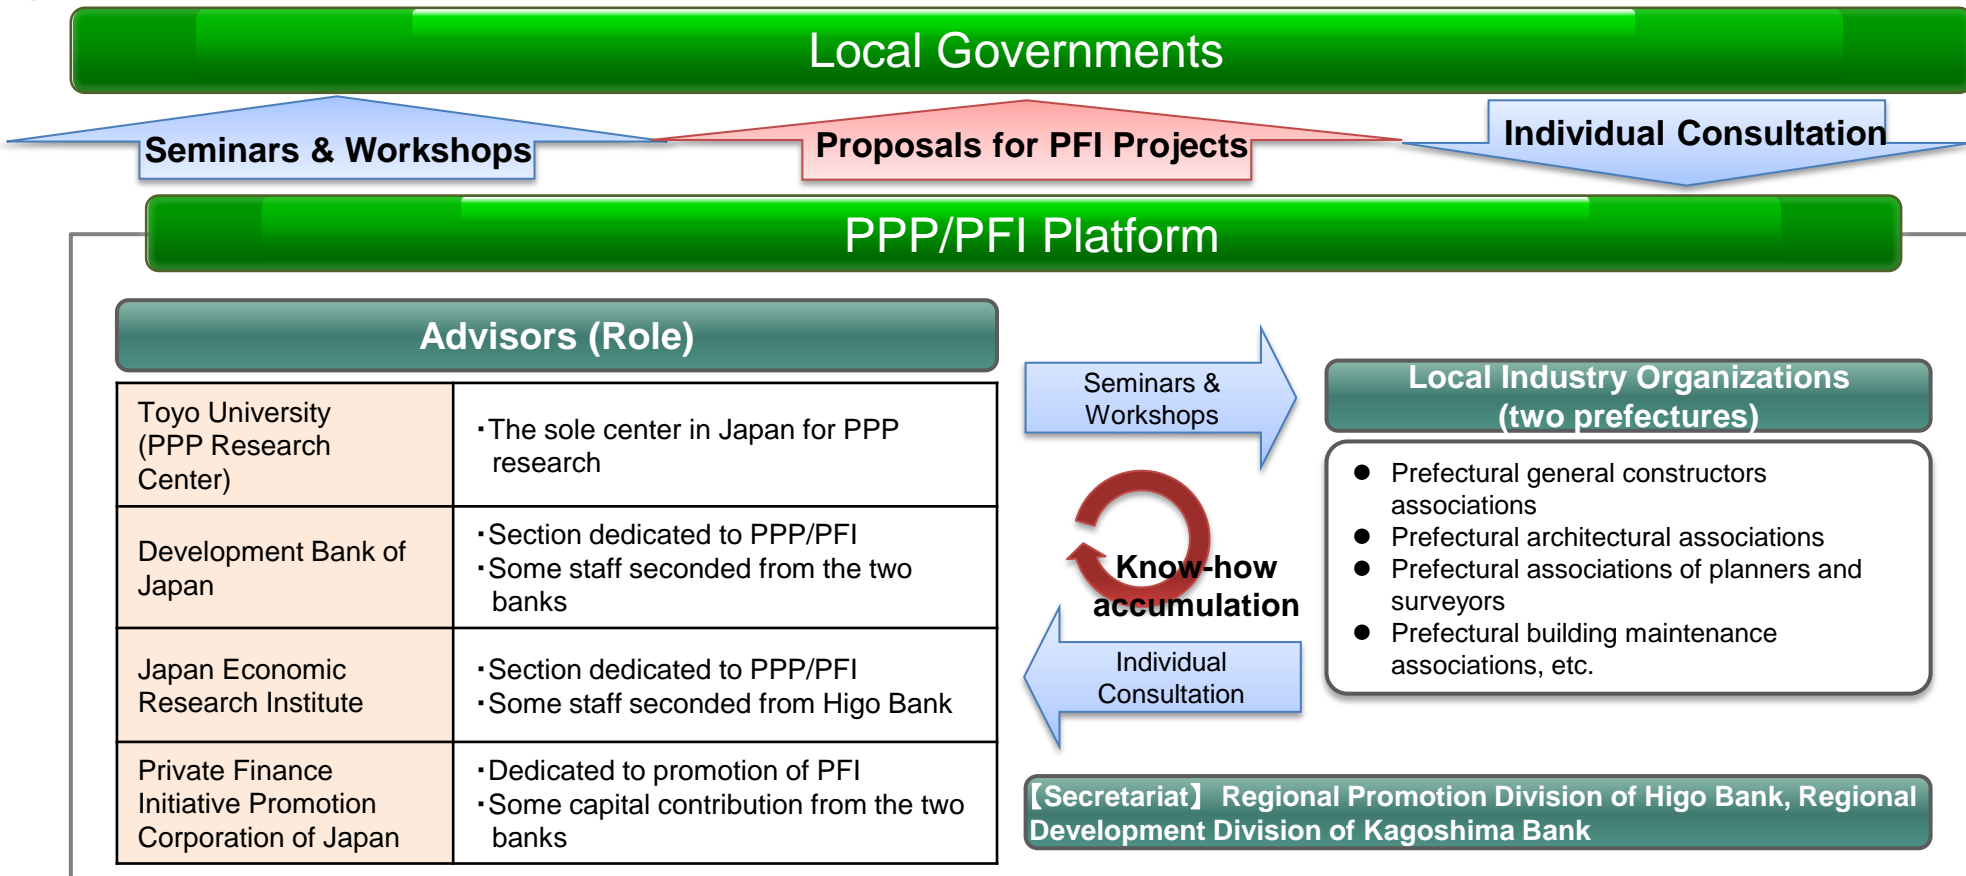 Local Governments
Seminars & Workshops
Proposals for PFI Projects
Individual Consultation
PPP/PFI Platform
Advisors (Role)
Toyo University
(PPP Research
Center)
・The sole center in Japan for PPP
research
Development Bank of
Japan
・Section dedicated to PPP/PFI
・Some staff seconded from the two
banks
Japan Economic
Research Institute
・Section dedicated to PPP/PFI
・Some staff seconded from Higo Bank
Private Finance
Initiative Promotion
Corporation of Japan
・Dedicated to promotion of PFI
・Some capital contribution from the two
banks
Seminars &
Workshops
Know-how
accumulation
Individual
Consultation
Local Industry Organizations
(two prefectures)
● Prefectural general constructors
associations
● Prefectural architectural associations
● Prefectural associations of planners and
surveyors
● Prefectural building maintenance
associations, etc.
【Secretariat】 Regional Promotion Division of Higo Bank, Regional
Development Division of Kagoshima Bank